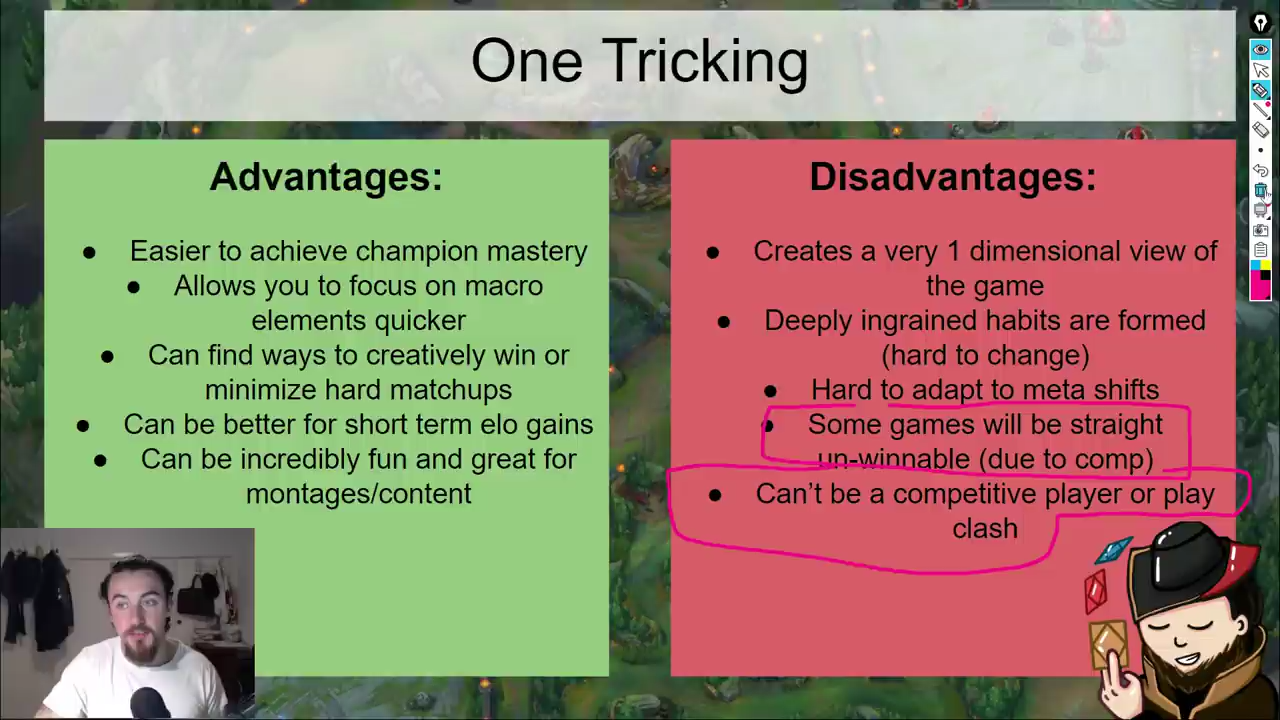 One Tricking
Advantages:
● Easier to achieve champion mastery
● Allows you to focus on macro
elements quicker
● Can find ways to creatively win or
minimize hard matchups
● Can be better for short term elo gains
● Can be incredibly fun and great for
montages/content
Disadvantages:
● Creates a very 1 dimensional view of
the game
● Deeply ingrained habits are formed
(hard to change)
● Hard to adapt to meta shifts
● Some games will be straight
un-winnable (due to comp)
● Can’t be a competitive player or play
clash